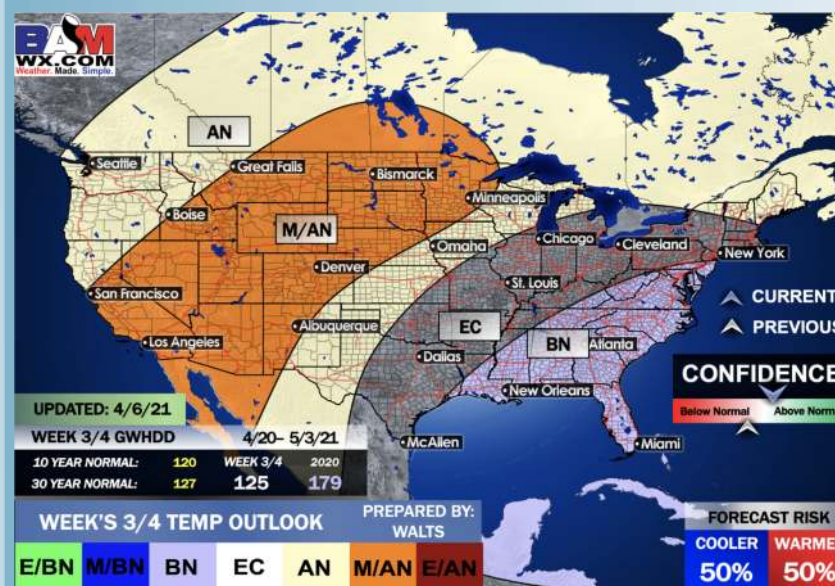 BAM
WX.COM
Weather. Made. Simple.
AN
Seattle
Great Falls
Bismarck
Minneapolis
Boise
M/AN
Omaha
Chicago
Cleveland
New York
Denver
St. Louis
San Francisco
CURRENT
Albuquerque
EC
PREVIOUS
Los Angeles
BN
Atlanta
Dallas
CONFIDENCE
New Orleans
Below Normal Above Norm
UPDATED: 4/6/21
WEEK 3/4 GWHDD 4/20– 5/3/21
McAllen
Miami
10 YEAR NORMAL: 120 WEEK 3/4 2020
30 YEAR NORMAL: 127 125 179
WEEK'S 3/4 TEMP OUTLOOK
PREPARED BY:
WALTS
FORECAST RISK
COOLER WARME
50% 50%
E/BN M/BN BN EC AN M/AN E/AN